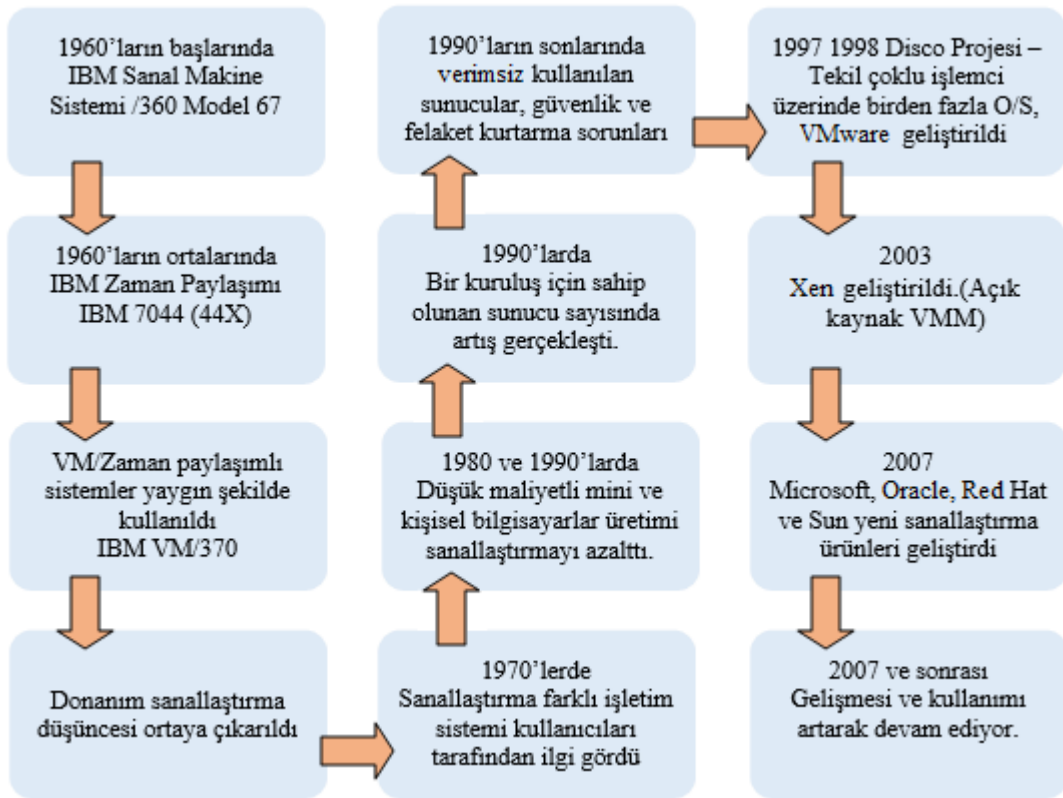 1960’ların başlarında
IBM Sanal Makine
Sistemi /360 Model 67
1960’ların ortalarında
IBM Zaman Paylaşımı
IBM 7044 (44X)
VM/Zaman paylaşımlı
sistemler yaygın şekilde
kullanıldı
IBM VM/370
Donanım sanallaştırma
düşüncesi ortaya çıkarıldı
1970’lerde
Sanallaştırma farklı işletim
sistemi kullanıcıları
tarafından ilgi gördü
1980 ve 1990’larda
Düşük maliyetli mini ve
kişisel bilgisayarlar üretimi
sanallaştırmayı azalttı.
1990’larda
Bir kuruluş için sahip
olunan sunucu sayısında
artış gerçekleşti.
1990’ların sonlarında
verimsiz kullanılan
sunucular, güvenlik ve
felaket kurtarma sorunları
1997 1998 Disco Projesi –
Tekil çoklu işlemci
üzerinde birden fazla O/S,
VMware geliştirildi
2003
Xen geliştirildi.(Açık
kaynak VMM)
2007
Microsoft, Oracle, Red Hat
ve Sun yeni sanallaştırma
ürünleri geliştirdi
2007 ve sonrası
Gelişmesi ve kullanımı
artarak devam ediyor.